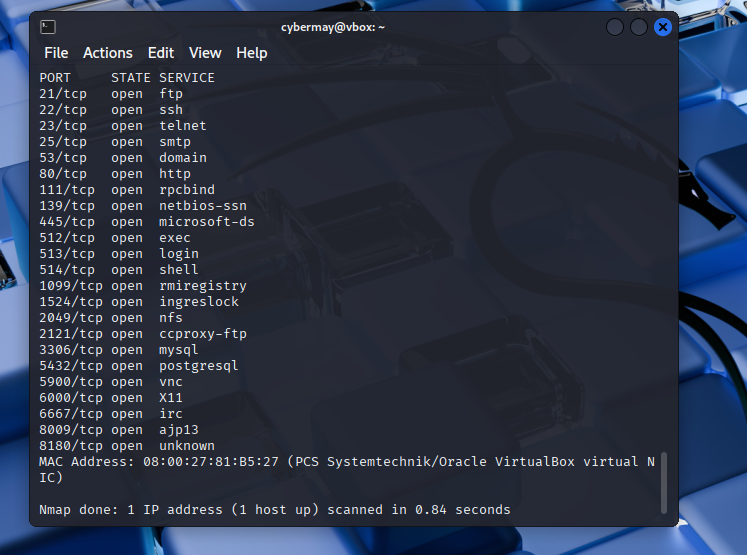 cybermay@vbox: ~
File Actions Edit View Help
PORT     STATE SERVICE
21/tcp   open  ftp
22/tcp   open  ssh
23/tcp   open  telnet
25/tcp   open  smtp
53/tcp   open  domain
80/tcp   open  http
111/tcp  open  rpcbind
139/tcp  open  netbios-ssn
445/tcp  open  microsoft-ds
512/tcp  open  exec
513/tcp  open  login
514/tcp  open  shell
1099/tcp open  rmiregistry
1524/tcp open  ingreslock
2049/tcp open  nfs
2121/tcp open  ccproxy-ftp
3306/tcp open  mysql
5432/tcp open  postgresql
5900/tcp open  vnc
6000/tcp open  X11
6667/tcp open  irc
8009/tcp open  ajp13
8180/tcp open  unknown
MAC Address: 08:00:27:81:B5:27 (PCS Systemtechnik/Oracle VirtualBox virtual N
IC)
Nmap done: 1 IP address (1 host up) scanned in 0.84 seconds